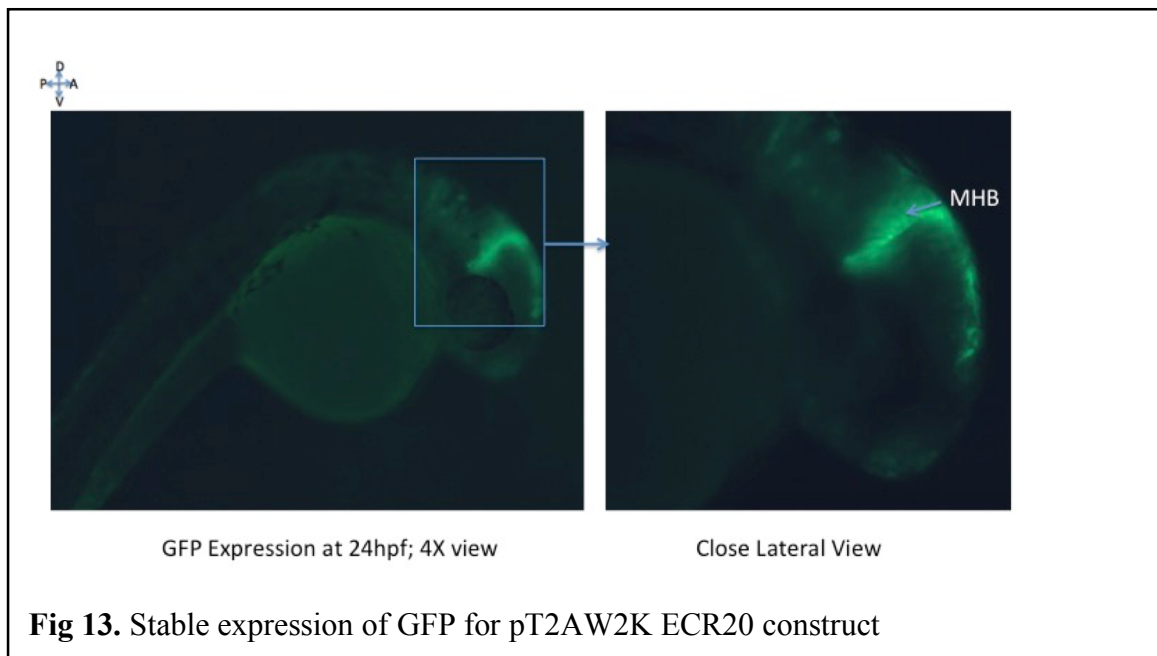 D
P A
V
MHB
GFP Expression at 24hpf; 4X view
Close Lateral View
Fig 13. Stable expression of GFP for pT2AW2K ECR20 construct